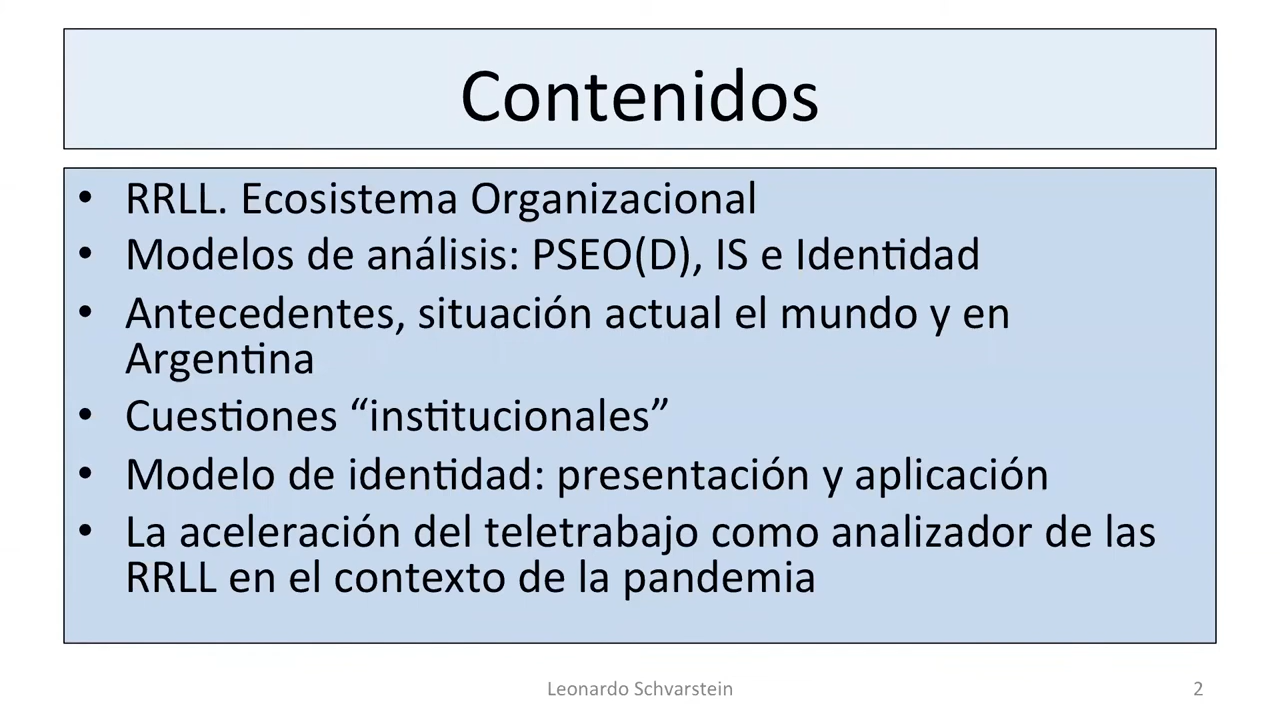 Contenidos
• RRLL. Ecosistema Organizacional
• Modelos de análisis: PSEO(D), IS e Identidad
• Antecedentes, situación actual el mundo y en
Argentina
• Cuestiones “institucionales”
• Modelo de identidad: presentación y aplicación
• La aceleración del teletrabajo como analizador de las
RRLL en el contexto de la pandemia
Leonardo Schvarstein
2